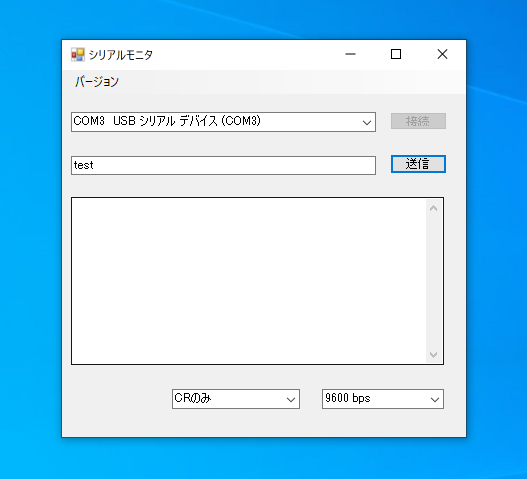 シリアルモニタ
バージョン
COM3 USB シリアル デバイス (COM3)
接続
test
送信
CRのみ
9600 bps